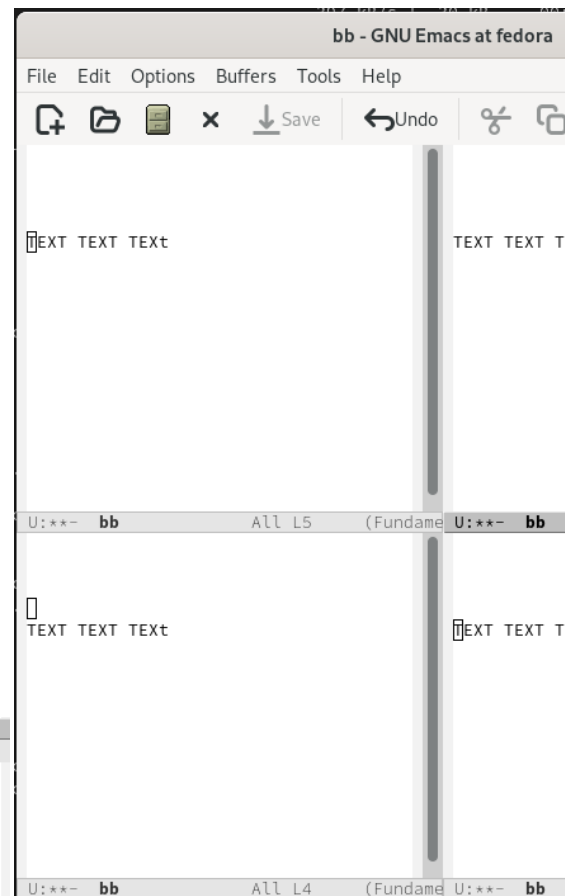 bb - GNU Emacs at fedora
File Edit Options Buffers Tools Help
Save Undo
TEXT TEXT TEXt TEXT TEXT T
U:**- bb All L5 (Fundame U:**- bb
TEXT TEXT TEXt TEXT TEXT T
U:**- bb All L4 (Fundame U:**- bb